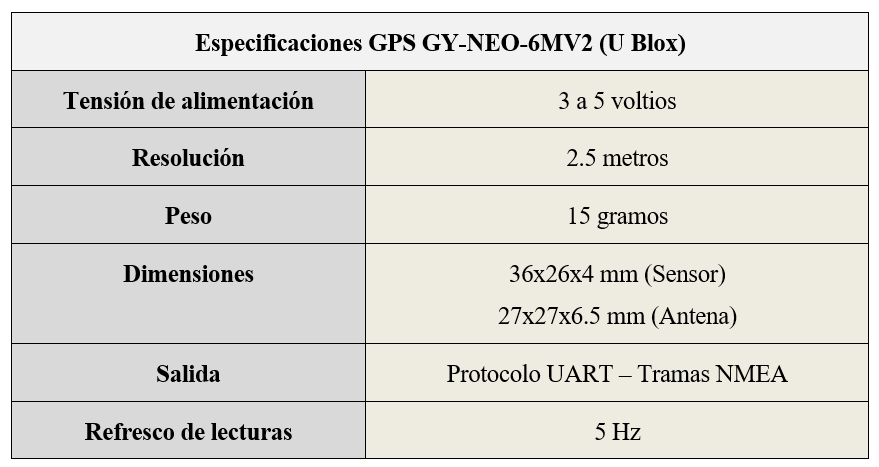 Especificaciones GPS GY-NEO-6MV2 (U Blox)
Tensión de alimentación 3 a 5 voltios
Resolución 2.5 metros
Peso 15 gramos
Dimensiones 36x26x4 mm (Sensor)
27x27x6.5 mm (Antena)
Salida Protocolo UART – Tramas NMEA
Refresco de lecturas 5 Hz